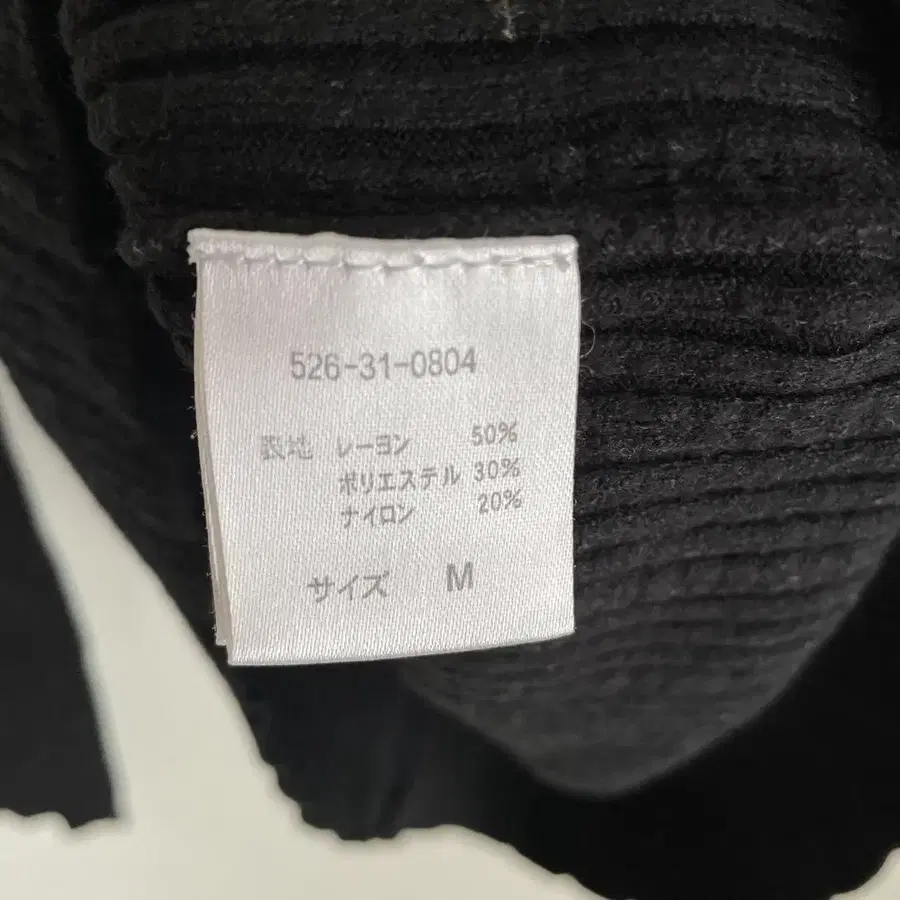 526-31-0804
表地 レーヨン 50%
ポリエステル 30%
ナイロン 20%
サイズ M